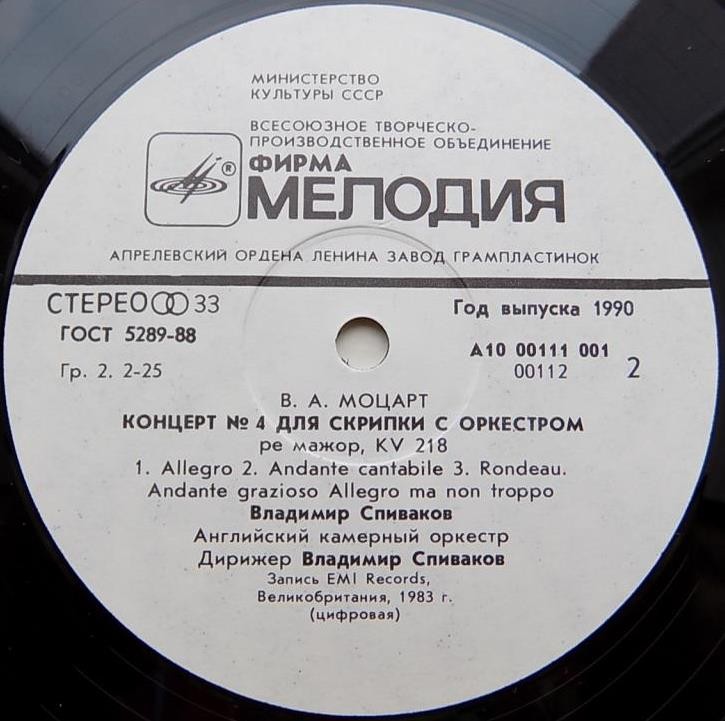 МИНИСТЕРСТВО
КУЛЬТУРЫ СССР
ВСЕСОЮЗНОЕ ТВОРЧЕСКО-
ПРОИЗВОДСТВЕННОЕ ОБЪЕДИНЕНИЕ
®
ФИРМА
МЕЛОДИЯ
АПРЕЛЕВСКИЙ ОРДЕНА ЛЕНИНА ЗАВОД ГРАМПЛАСТИНОК
СТЕРЕО 33
Год выпуска 1990
ГОСТ 5289-88
А10 00111 001
Гр. 2. 2-25
00112 2
В. А. МОЦАРТ
КОНЦЕРТ № 4 ДЛЯ СКРИПКИ С ОРКЕСТРОМ
ре мажор, KV 218
1. Allegro 2. Andante cantabile 3. Rondeau.
Andante grazioso Allegro ma non troppo
Владимир Спиваков
Английский камерный оркестр
Дирижер Владимир Спиваков
Запись EMI Records,
Великобритания, 1983 г.
(цифровая)